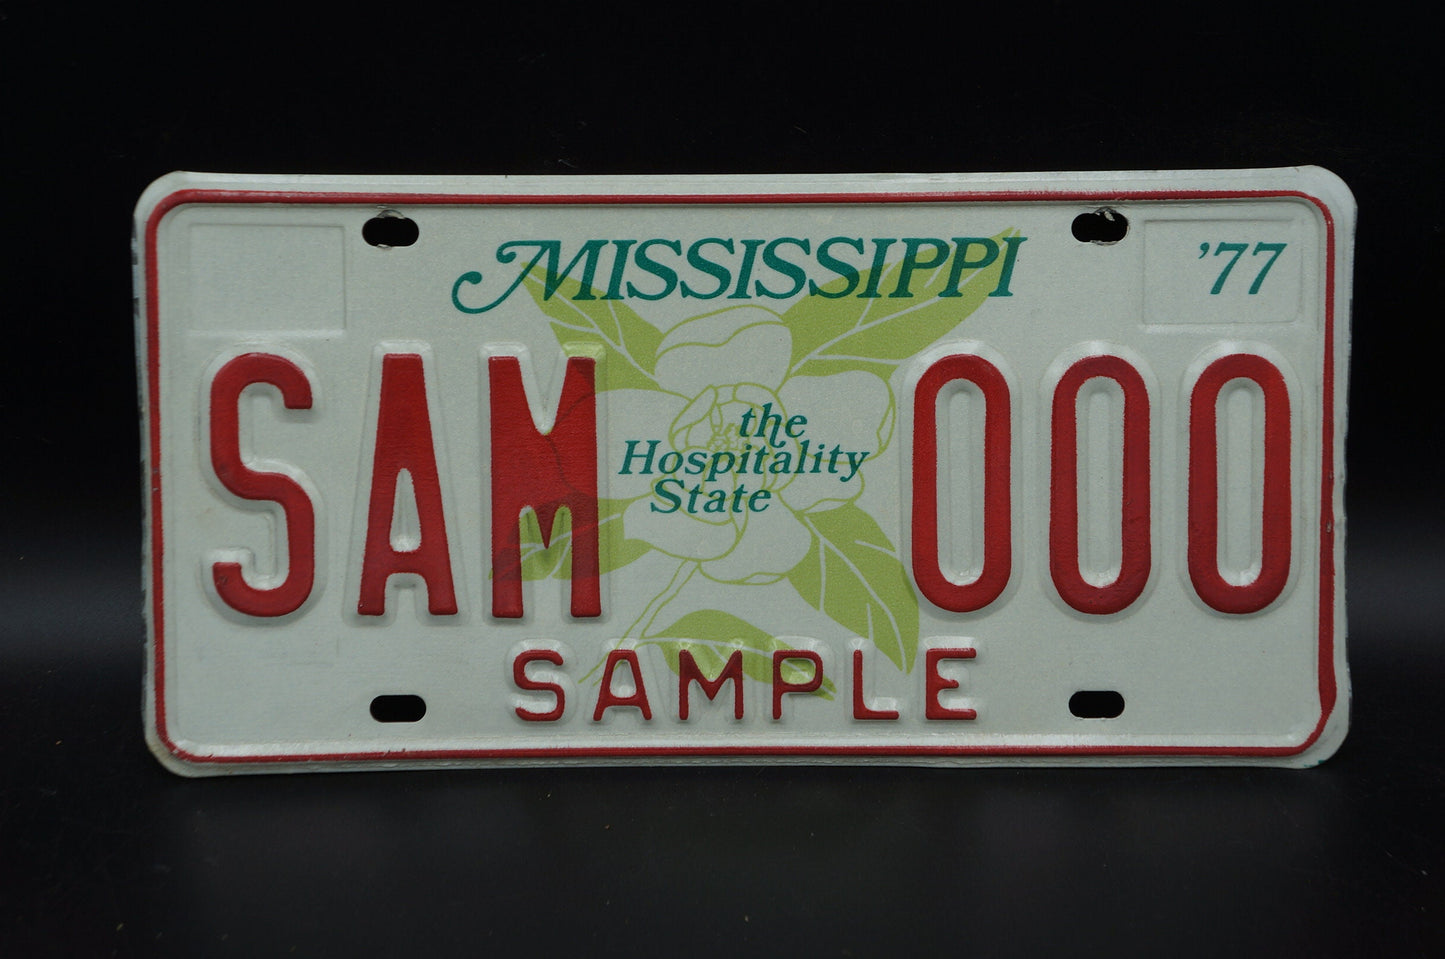 MISSISSIPPI '77
SAM 000
the
Hospitality
State
SAMPLE